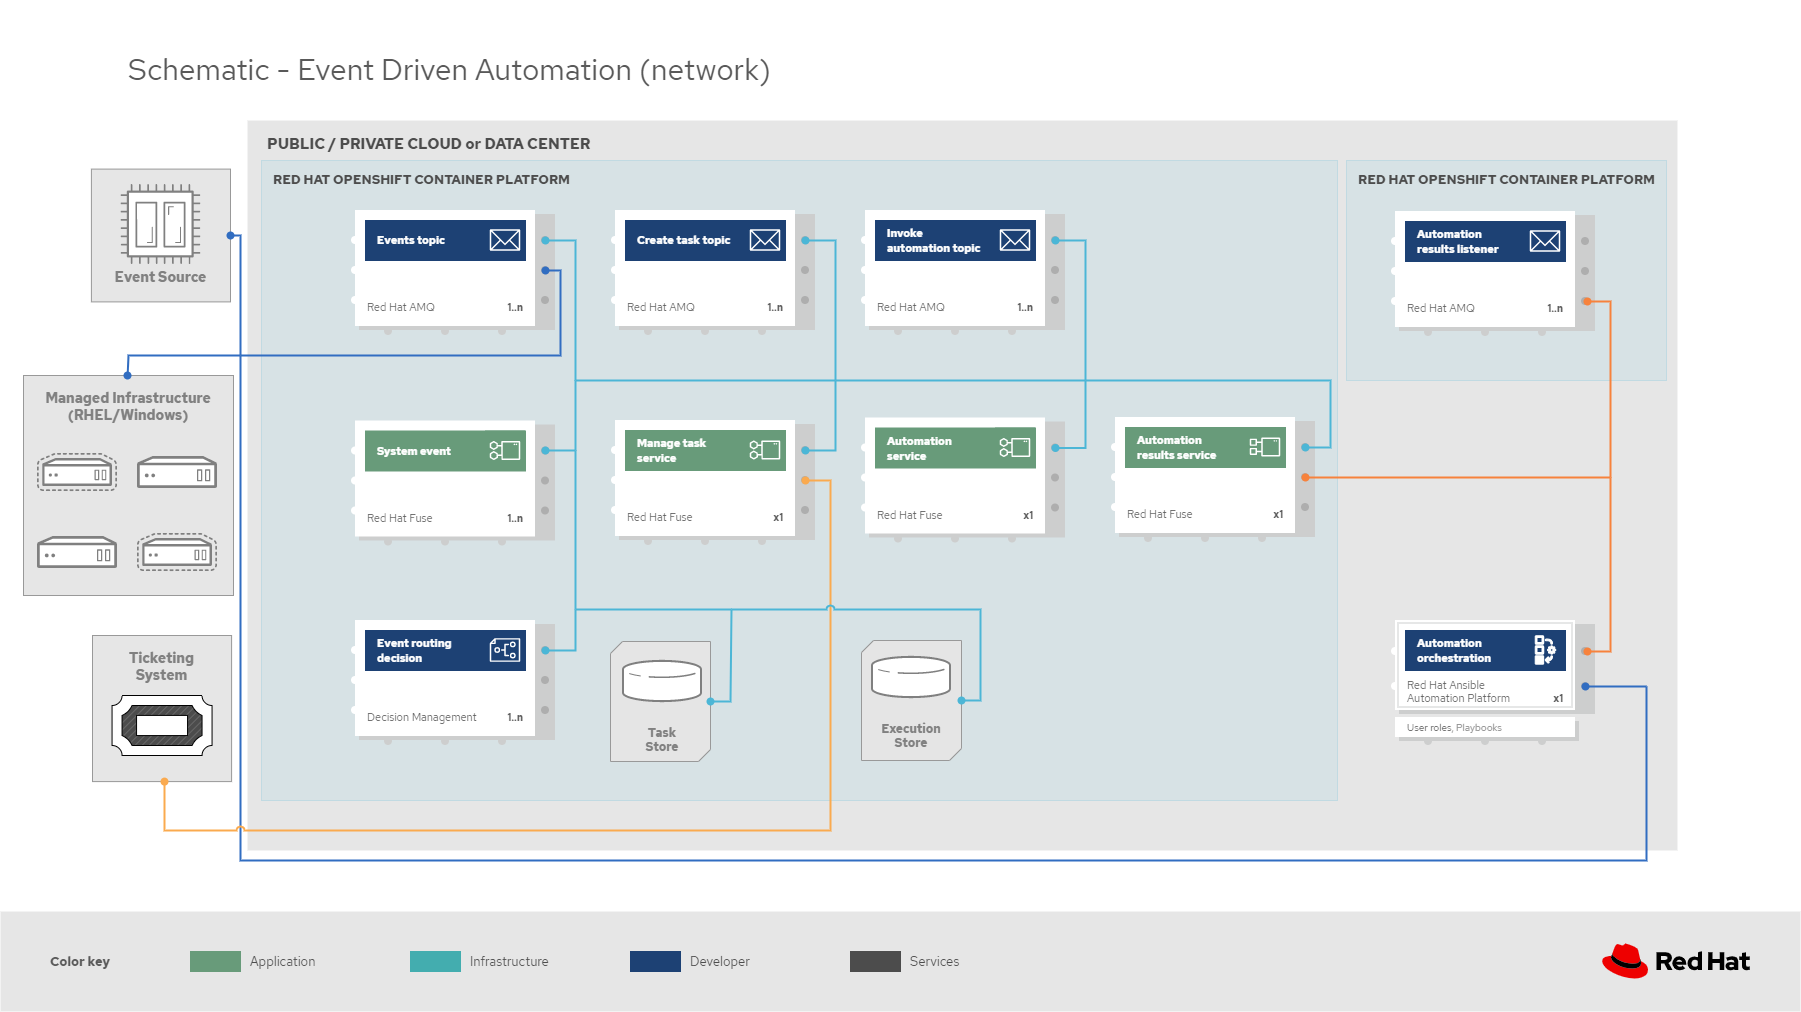 Schematic - Event Driven Automation (network)
PUBLIC / PRIVATE CLOUD or DATA CENTER
RED HAT OPENSHIFT CONTAINER PLATFORM
RED HAT OPENSHIFT CONTAINER PLATFORM
Event Source
Events topic
Red Hat AMQ 1..n
Create task topic
Red Hat AMQ 1..n
Invoke
automation topic
Red Hat AMQ 1..n
Automation
results listener
Red Hat AMQ 1..n
Managed Infrastructure
(RHEL/Windows)
System event
Red Hat Fuse 1..n
Manage task
service
Red Hat Fuse x1
Automation
service
Red Hat Fuse x1
Automation
results service
Red Hat Fuse x1
Ticketing
System
Event routing
decision
Decision Management 1..n
Task
Store
Execution
Store
Automation
orchestration
Red Hat Ansible
Automation Platform x1
User roles, Playbooks
Color key Application Infrastructure Developer Services
Red Hat